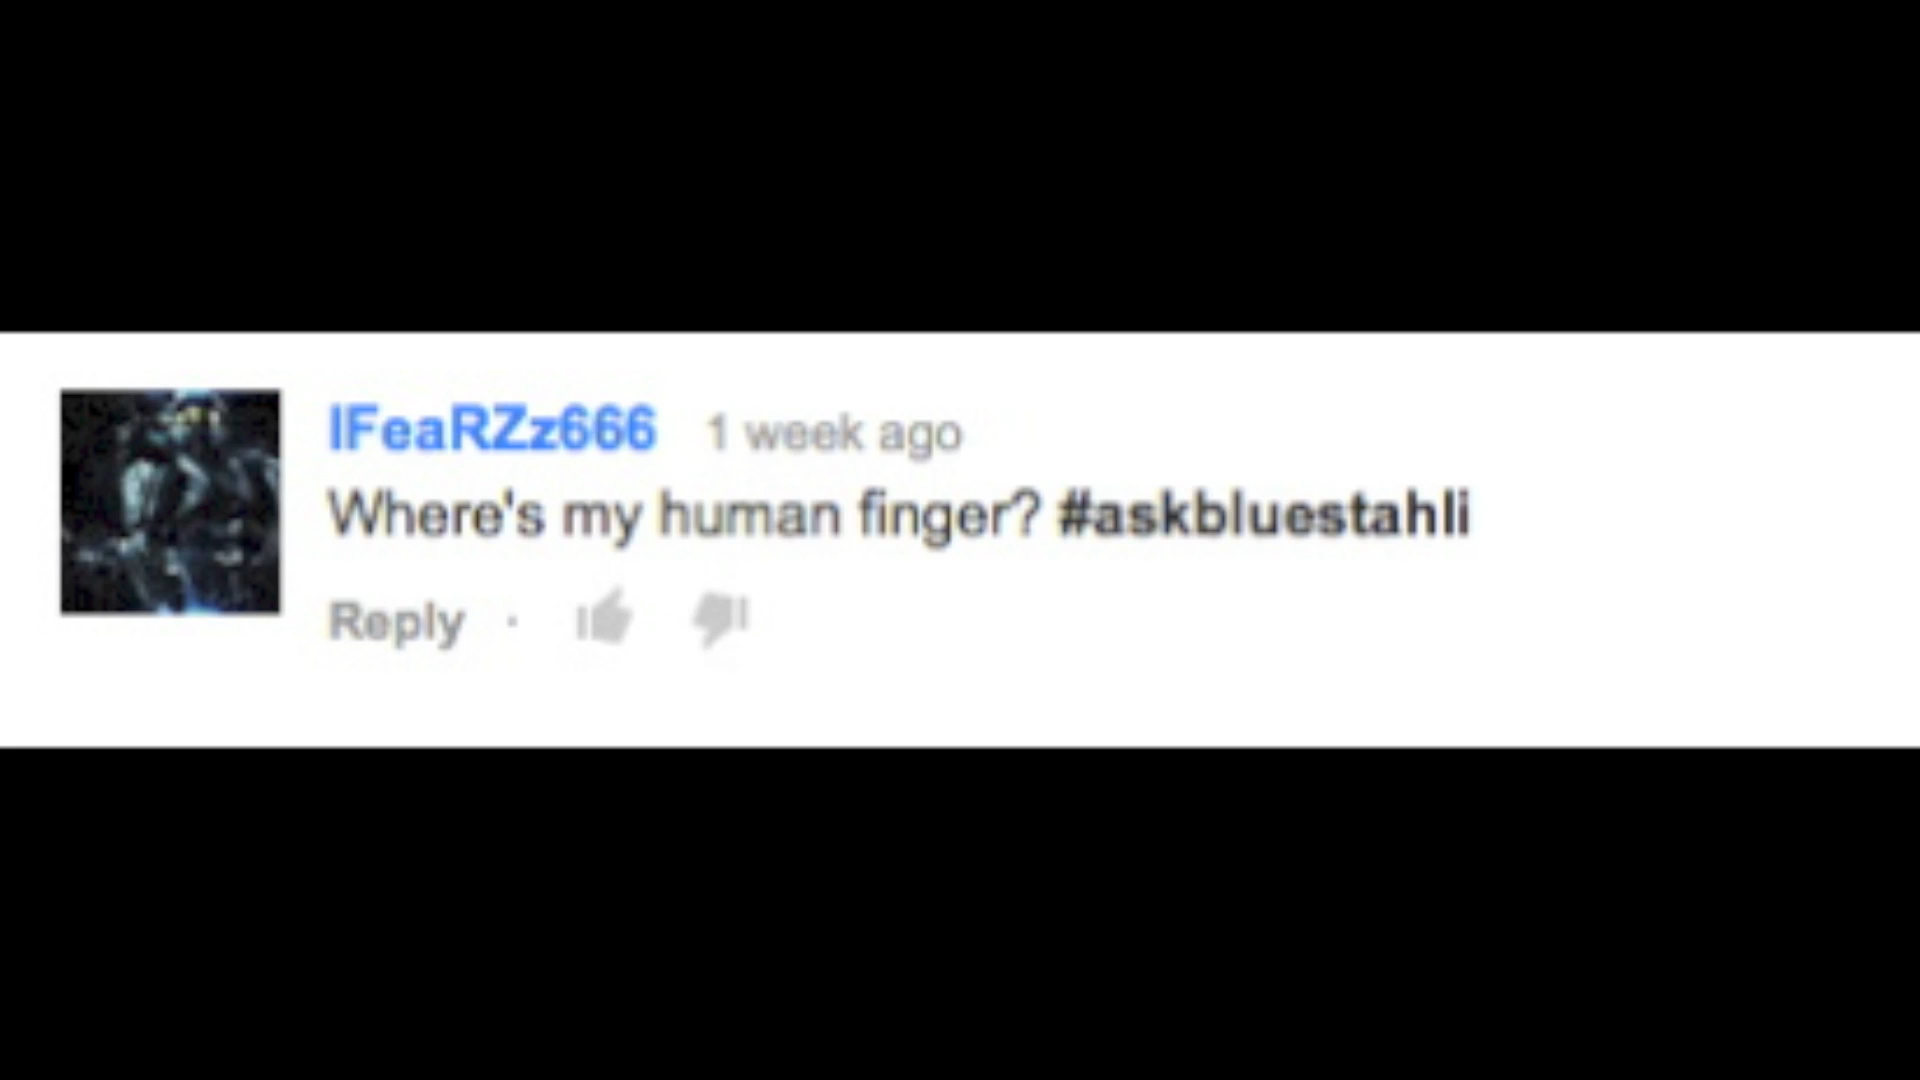 IFeaRZz666 1 week ago
Where's my human finger? #askbluestahli
Reply ·